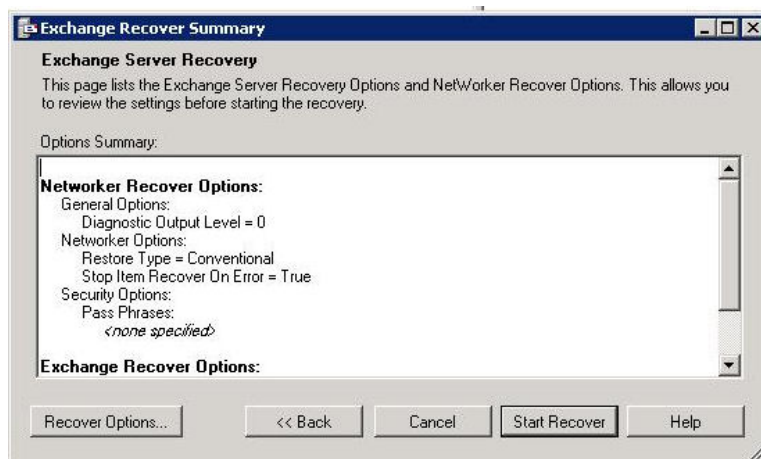 Exchange Recover Summary
Exchange Server Recovery
This page lists the Exchange Server Recovery Options and NetWorker Recover Options. This allows you
to review the settings before starting the recovery.
Options Summary:
Networker Recover Options:
General Options:
Diagnostic Output Level = 0
Networker Options:
Restore Type = Conventional
Stop Item Recover On Error = True
Security Options:
Pass Phrases:
<none specified>
Exchange Recover Options:
Recover Options...
<< Back
Cancel
Start Recover
Help